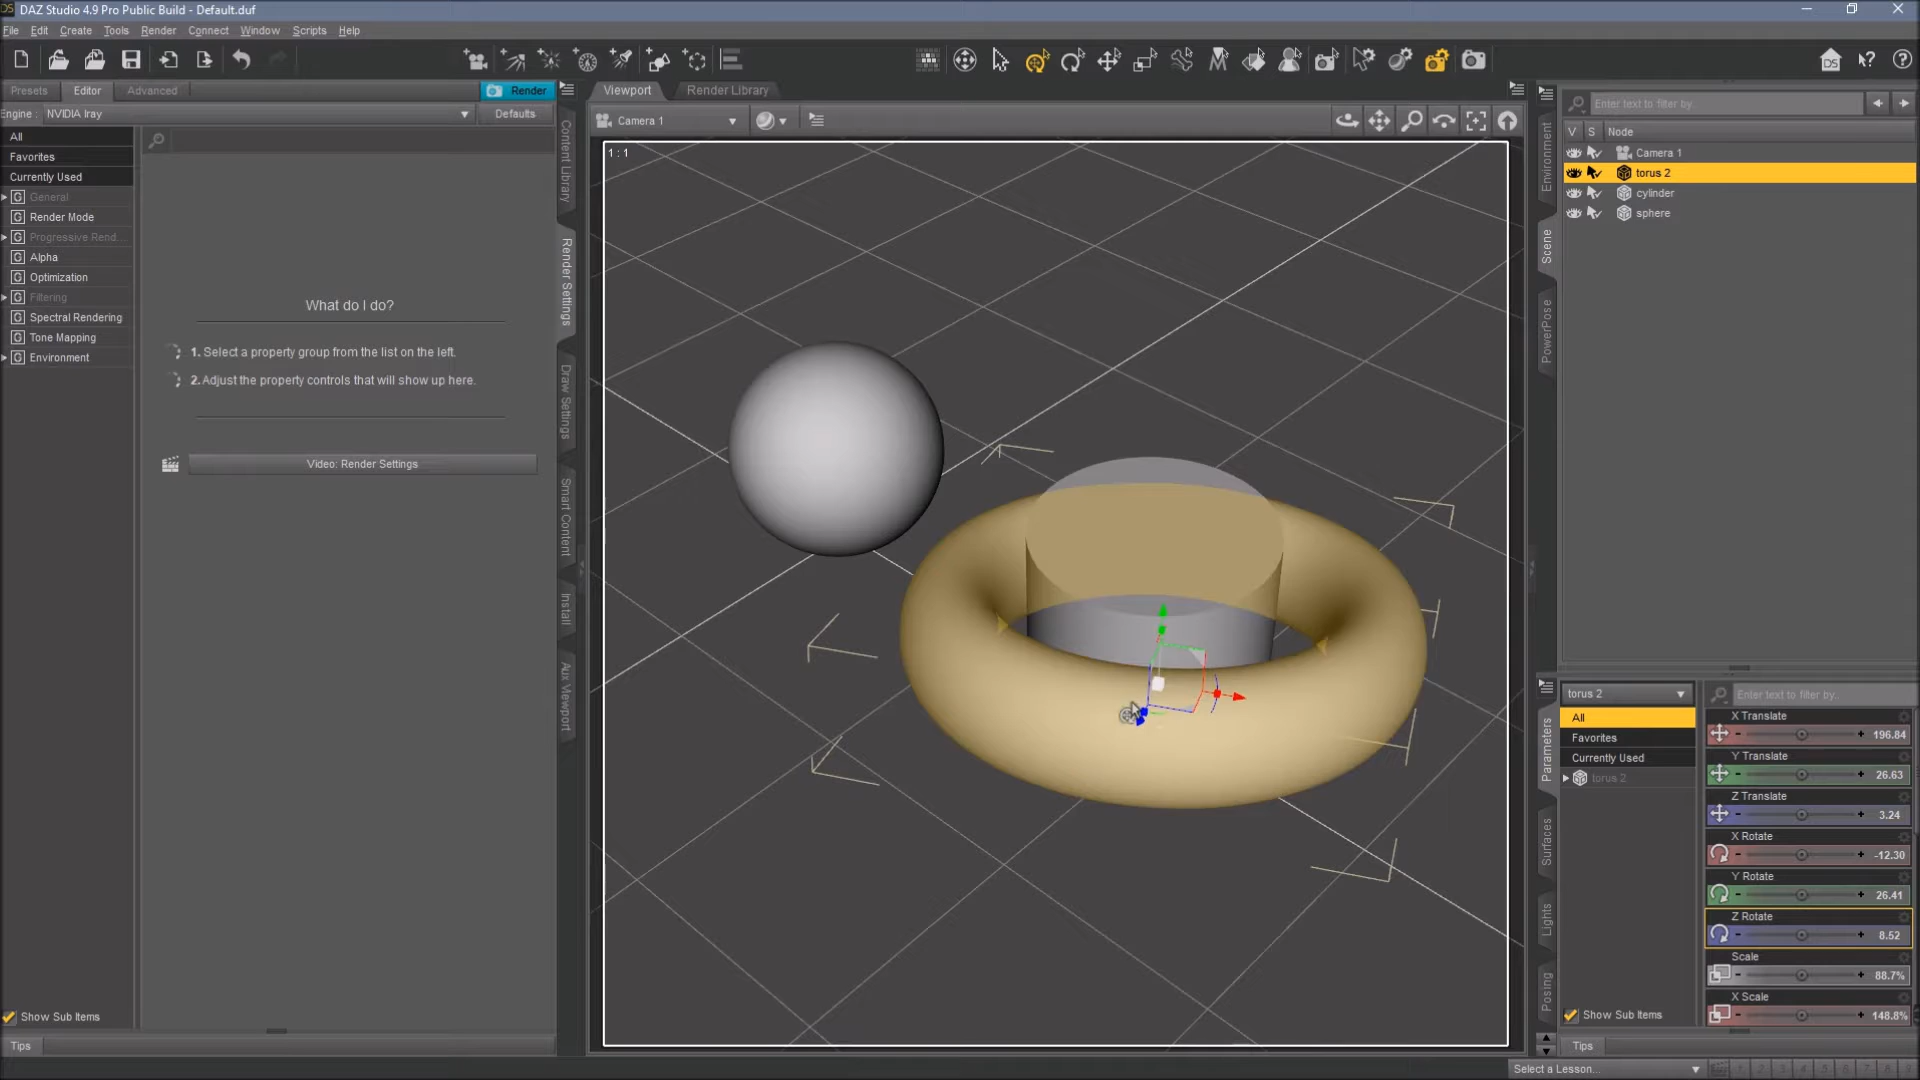 DAZ Studio 4.9 Pro Public Build - Default.duf
File Edit Create Tools Render Connect Window Scripts Help
Presets Editor Advanced Render
Engine : NVIDIA Iray Defaults
All
Favorites
Currently Used
General
Render Mode
Progressive Rend...
Alpha
Optimization
Filtering
Spectral Rendering
Tone Mapping
Environment
What do I do?
1. Select a property group from the list on the left.
2. Adjust the property controls that will show up here.
Video: Render Settings
Show Sub Items
Tips
Content Library
Render Settings
Draw Settings
Smart Content
Install
Aux Viewport
Viewport Render Library
Camera 1
1 : 1
Environment
Scene
PowerPose
Enter text to filter by
V S Node
Camera 1
torus 2
cylinder
sphere
Parameters
Surfaces
Lights
Posing
torus 2
All
Favorites
Currently Used
torus 2
Show Sub Items
Enter text to filter by..
X Translate
196.84
Y Translate
26.63
Z Translate
3.24
X Rotate
-12.30
Y Rotate
26.41
Z Rotate
8.52
Scale
88.7%
X Scale
148.8%
Tips
Select a Lesson...